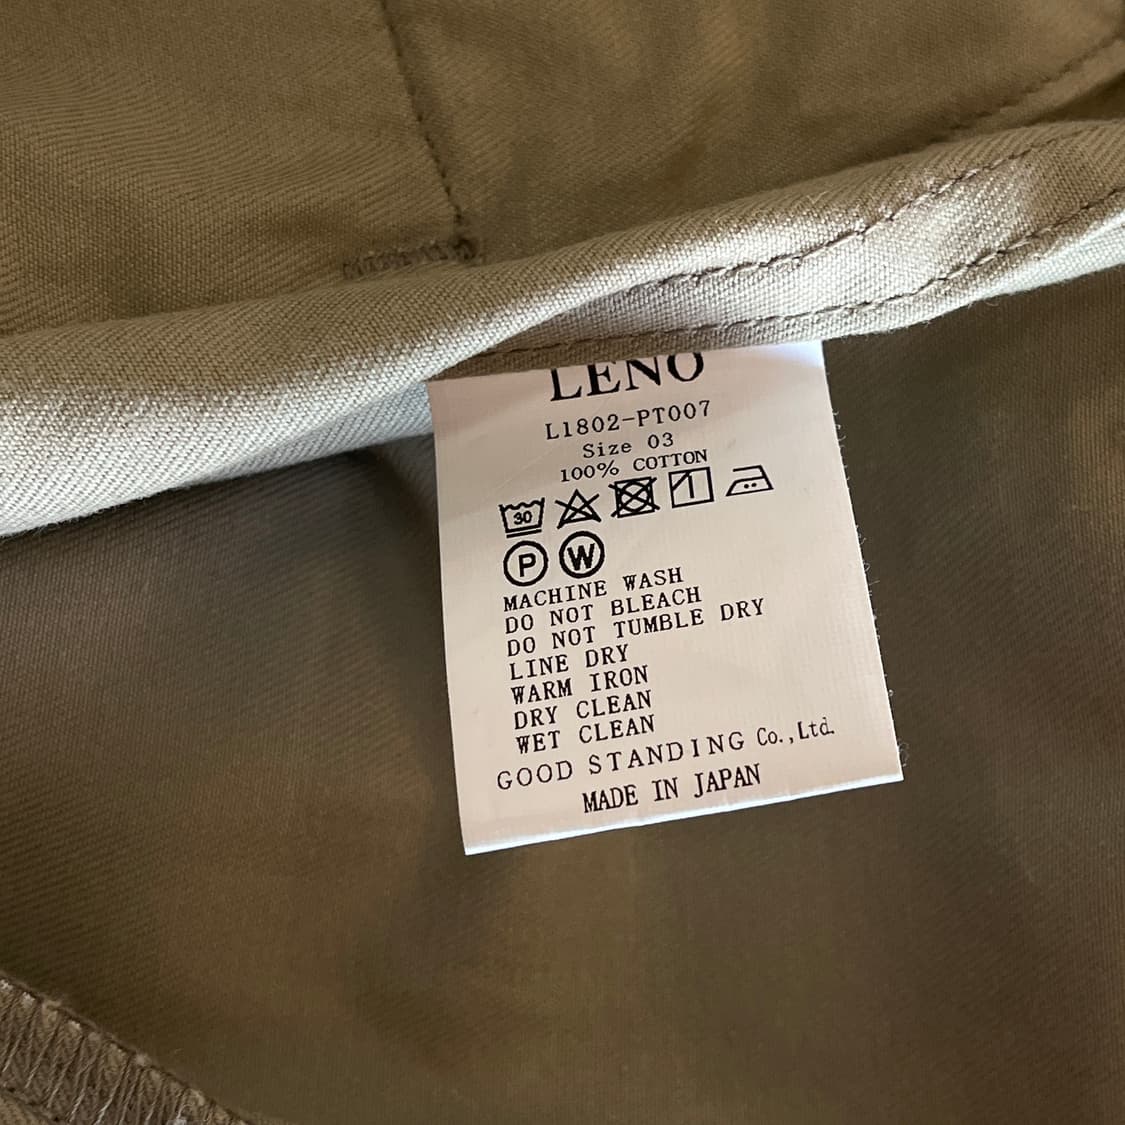 LENO
L1802-PT007
Size 03
100% COTTON
30
P W
MACHINE WASH
DO NOT BLEACH
DO NOT TUMBLE DRY
LINE DRY
WARM IRON
DRY CLEAN
WET CLEAN
GOOD STANDING Co.,Ltd.
MADE IN JAPAN